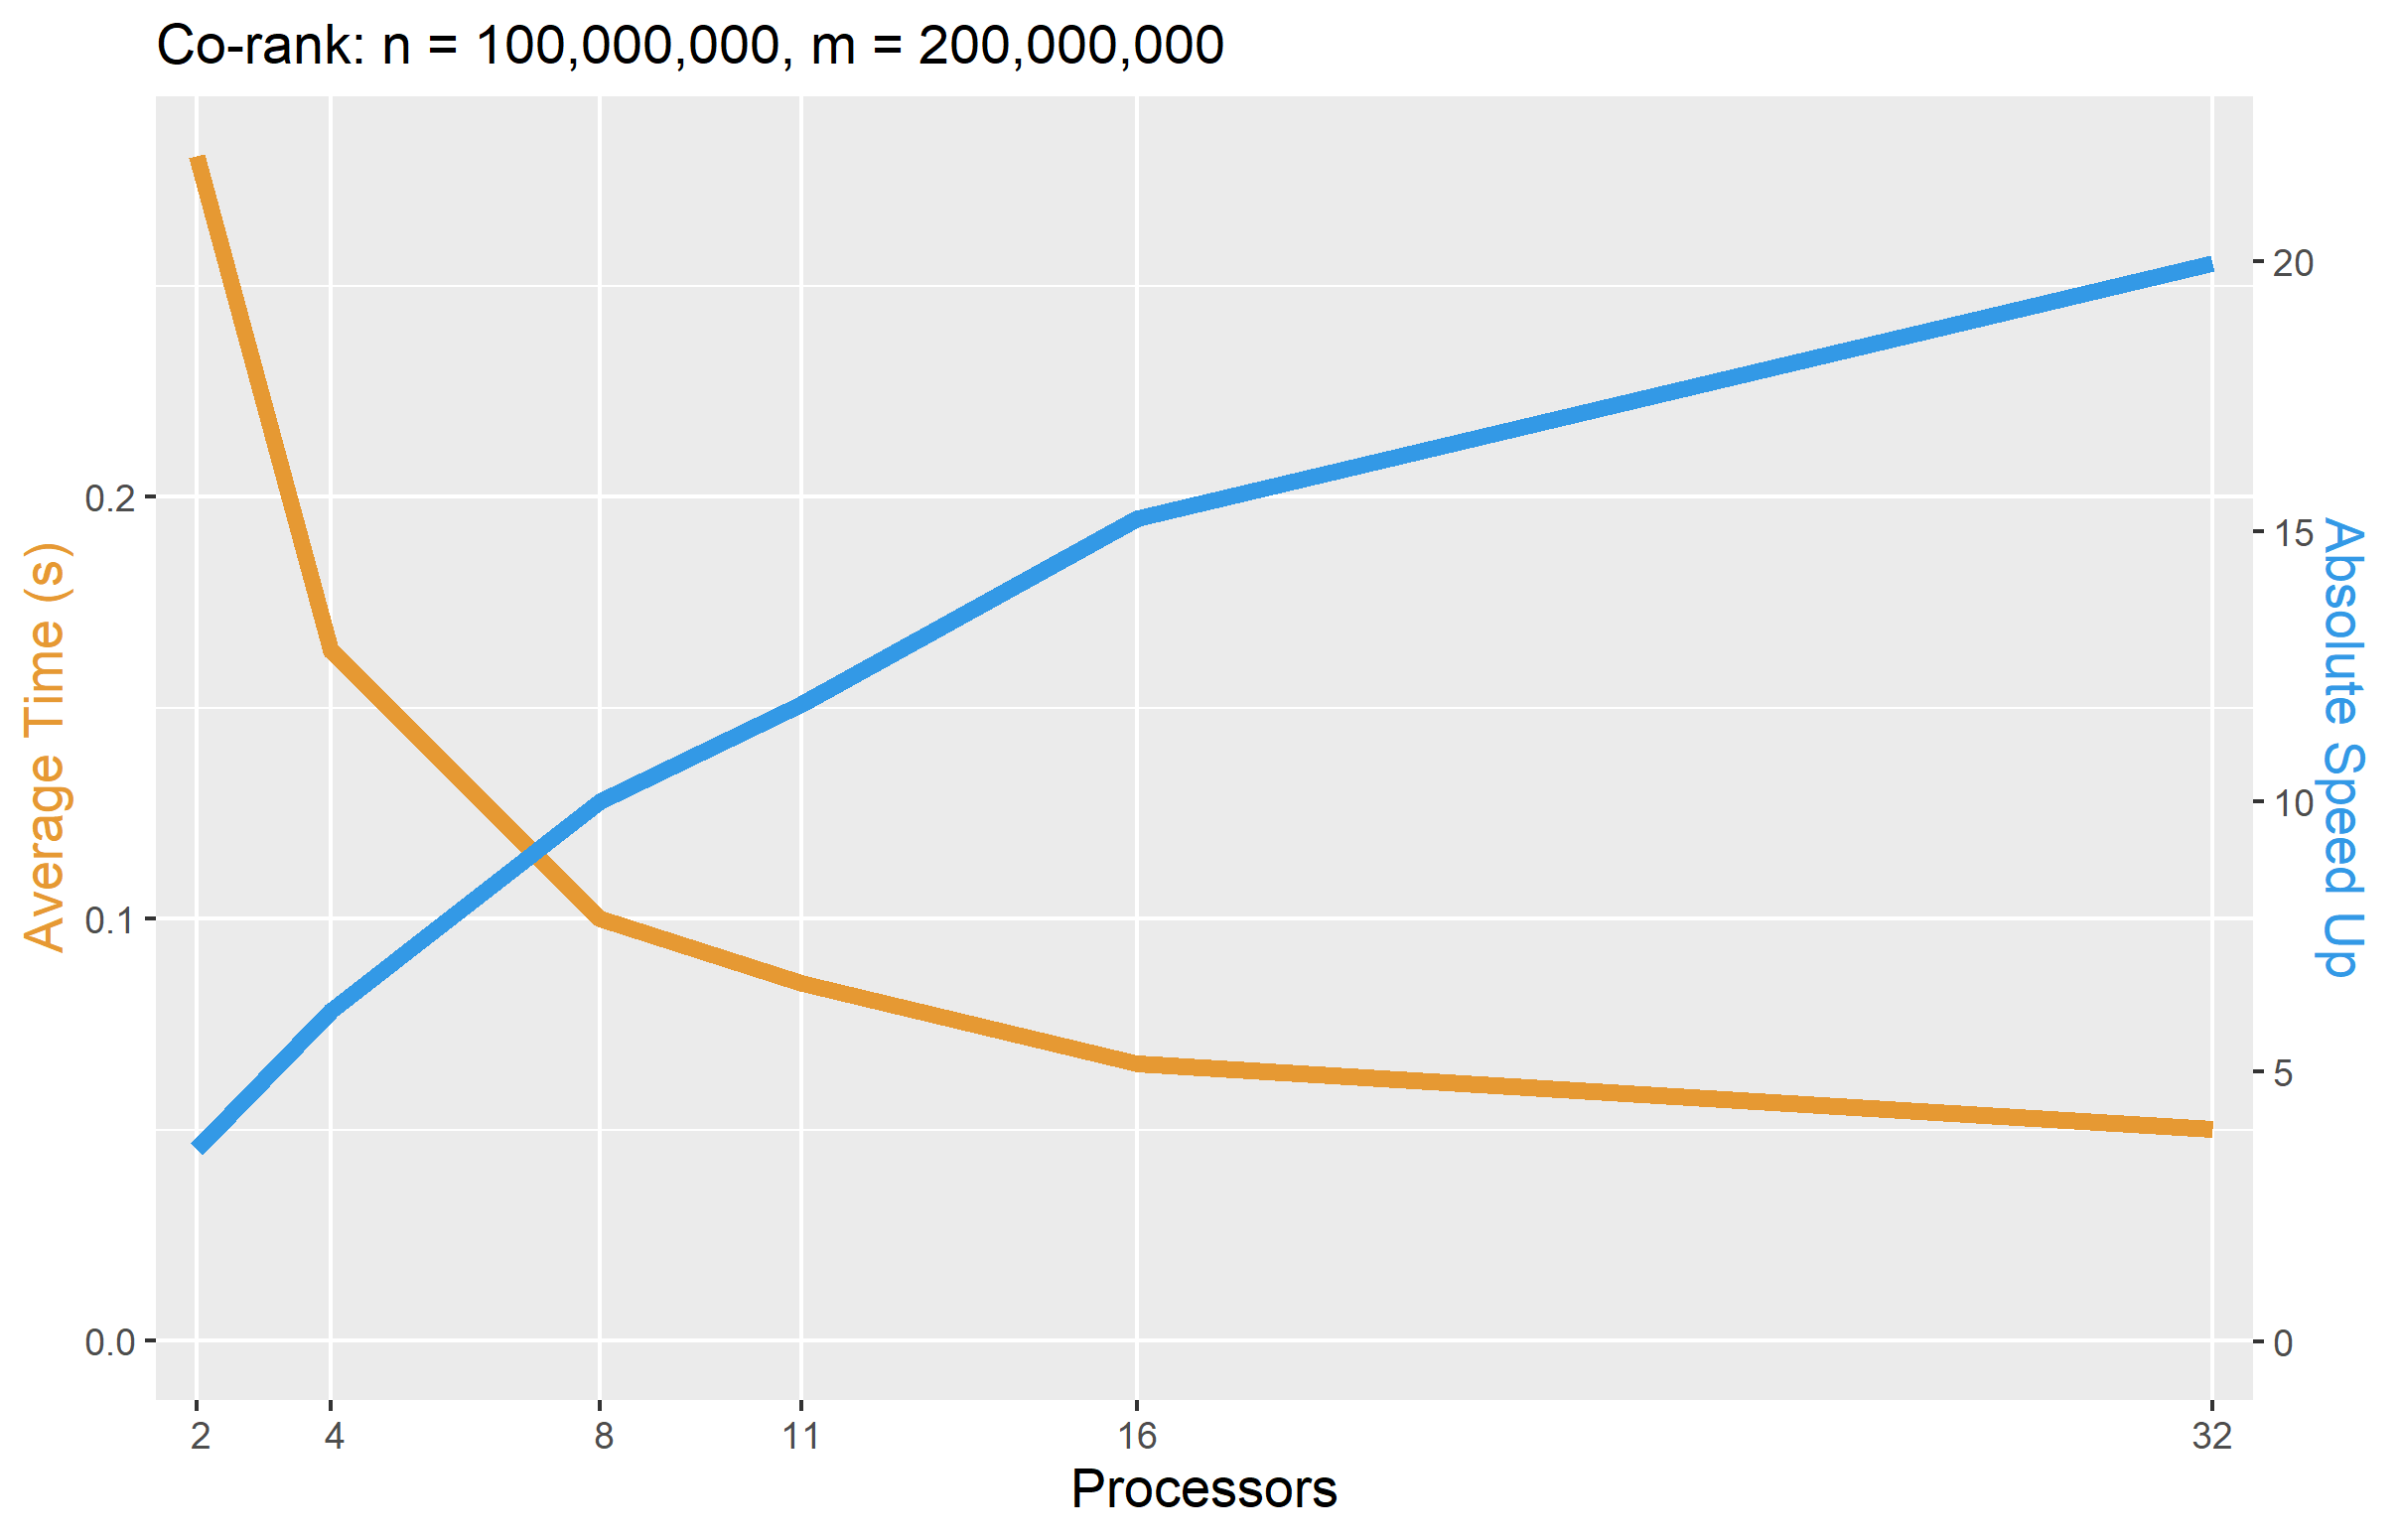 Co-rank: n = 100,000,000, m = 200,000,000
Average Time (s)
0.2
0.1
0.0
20
15
10
5
0
Absolute Speed Up
2 4 8 11 16 32
Processors